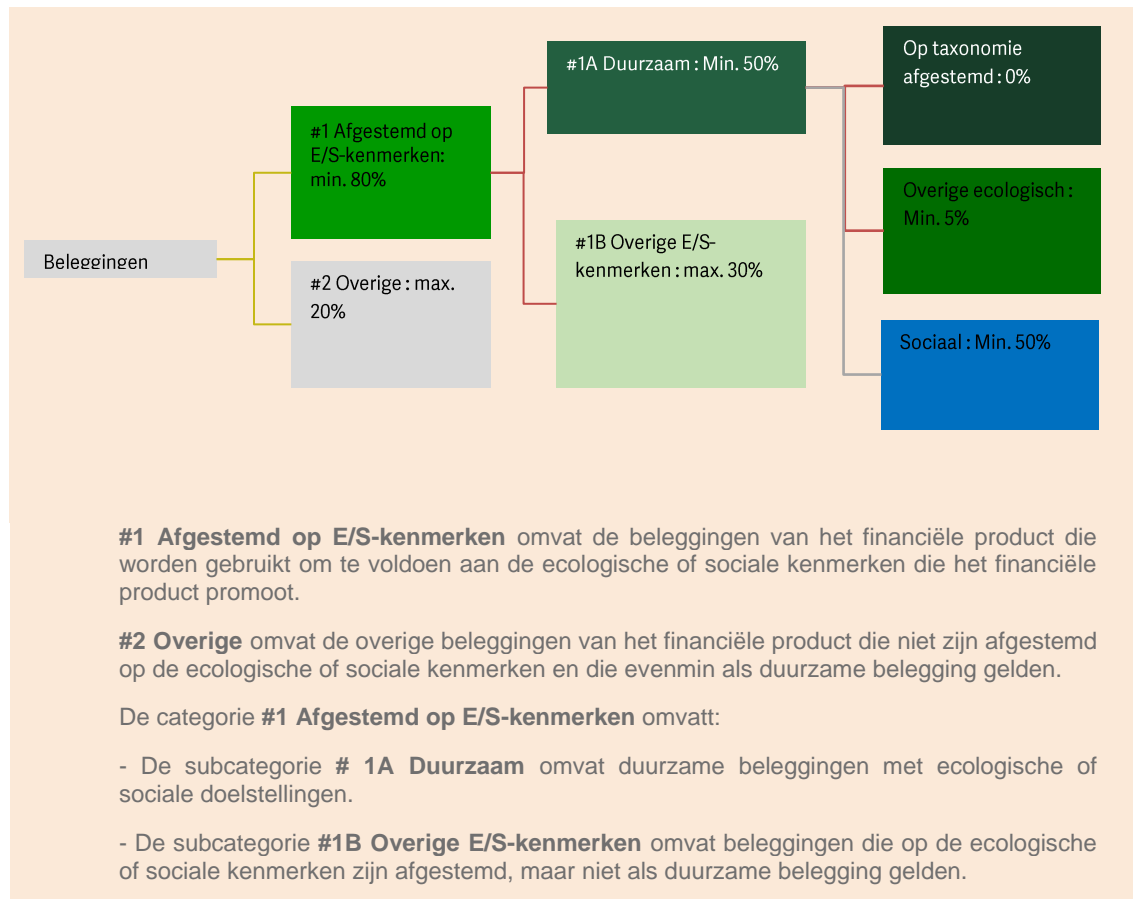 Beleggingen
#1 Afgestemd op
E/S-kenmerken:
min. 80%
#2 Overige : max.
20%
#1A Duurzaam : Min. 50%
#1B Overige E/S-
kenmerken : max. 30%
Op taxonomie
afgestemd : 0%
Overige ecologisch :
Min. 5%
Sociaal : Min. 50%
#1 Afgestemd op E/S-kenmerken omvat de beleggingen van het financiële product die
worden gebruikt om te voldoen aan de ecologische of sociale kenmerken die het financiële
product promoot.
#2 Overige omvat de overige beleggingen van het financiële product die niet zijn afgestemd
op de ecologische of sociale kenmerken en die evenmin als duurzame belegging gelden.
De categorie #1 Afgestemd op E/S-kenmerken omvatt:
- De subcategorie # 1A Duurzaam omvat duurzame beleggingen met ecologische of
sociale doelstellingen.
- De subcategorie #1B Overige E/S-kenmerken omvat beleggingen die op de ecologische
of sociale kenmerken zijn afgestemd, maar niet als duurzame belegging gelden.